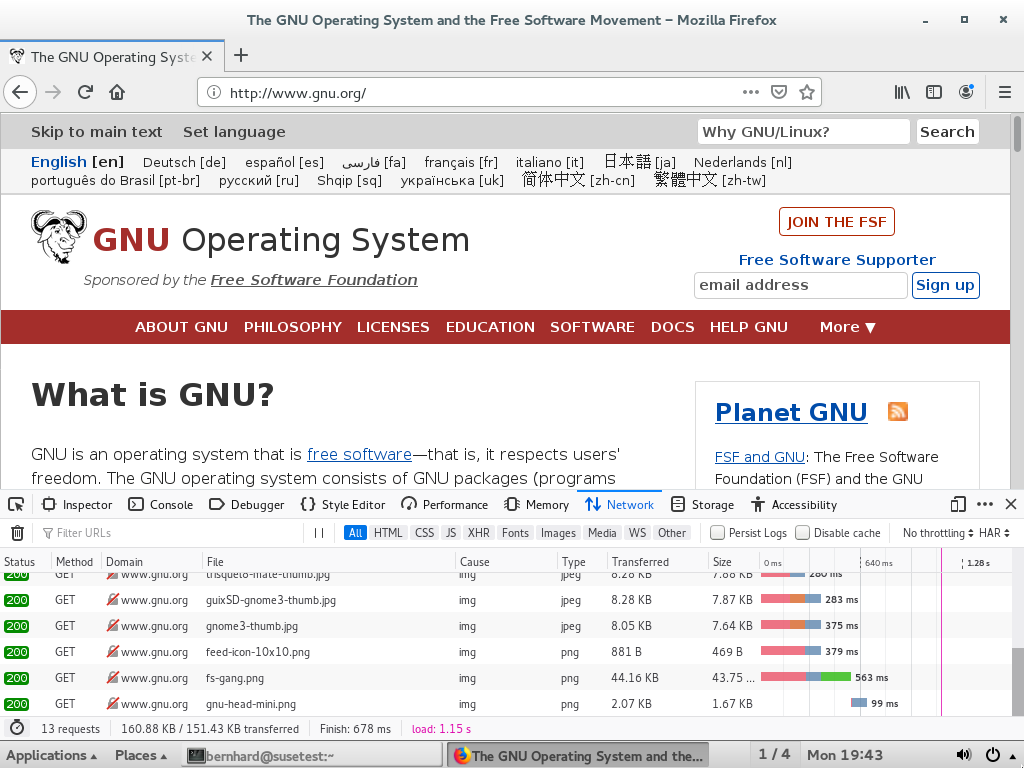 The GNU Operating System and the Free Software Movement – Mozilla Firefox
The GNU Operating Syste
http://www.gnu.org/
Skip to main text Set language Why GNU/Linux? Search
English [en] Deutsch [de] español [es] فارسی [fa] français [fr] italiano [it] 日本語 [ja] Nederlands [nl]
português do Brasil [pt-br] русский [ru] Shqip [sq] українська [uk] 简体中文 [zh-cn] 繁體中文 [zh-tw]
JOIN THE FSF
GNU Operating System
Free Software Supporter
Sponsored by the Free Software Foundation
email address Sign up
ABOUT GNU PHILOSOPHY LICENSES EDUCATION SOFTWARE DOCS HELP GNU More ▼
What is GNU?
GNU is an operating system that is free software—that is, it respects users'
freedom. The GNU operating system consists of GNU packages (programs
Planet GNU
FSF and GNU: The Free Software
Foundation (FSF) and the GNU
Inspector Console Debugger {} Style Editor Performance Memory Network Storage Accessibility
Filter URLs All HTML CSS JS XHR Fonts Images Media WS Other Persist Logs Disable cache No throttling HAR
Status Method Domain File Cause Type Transferred Size 0 ms 640 ms 1.28 s
200 GET www.gnu.org trisquel8-mate-thumb.jpg img jpeg 8.28 KB 7.88 KB 280 ms
200 GET www.gnu.org guixSD-gnome3-thumb.jpg img jpeg 8.28 KB 7.87 KB 283 ms
200 GET www.gnu.org gnome3-thumb.jpg img jpeg 8.05 KB 7.64 KB 375 ms
200 GET www.gnu.org feed-icon-10x10.png img png 881 B 469 B 379 ms
200 GET www.gnu.org fs-gang.png img png 44.16 KB 43.75 ... 563 ms
200 GET www.gnu.org gnu-head-mini.png img png 2.07 KB 1.67 KB 99 ms
13 requests 160.88 KB / 151.43 KB transferred Finish: 678 ms load: 1.15 s
Applications Places bernhard@susetest:~ The GNU Operating System and the... 1 / 4 Mon 19:43